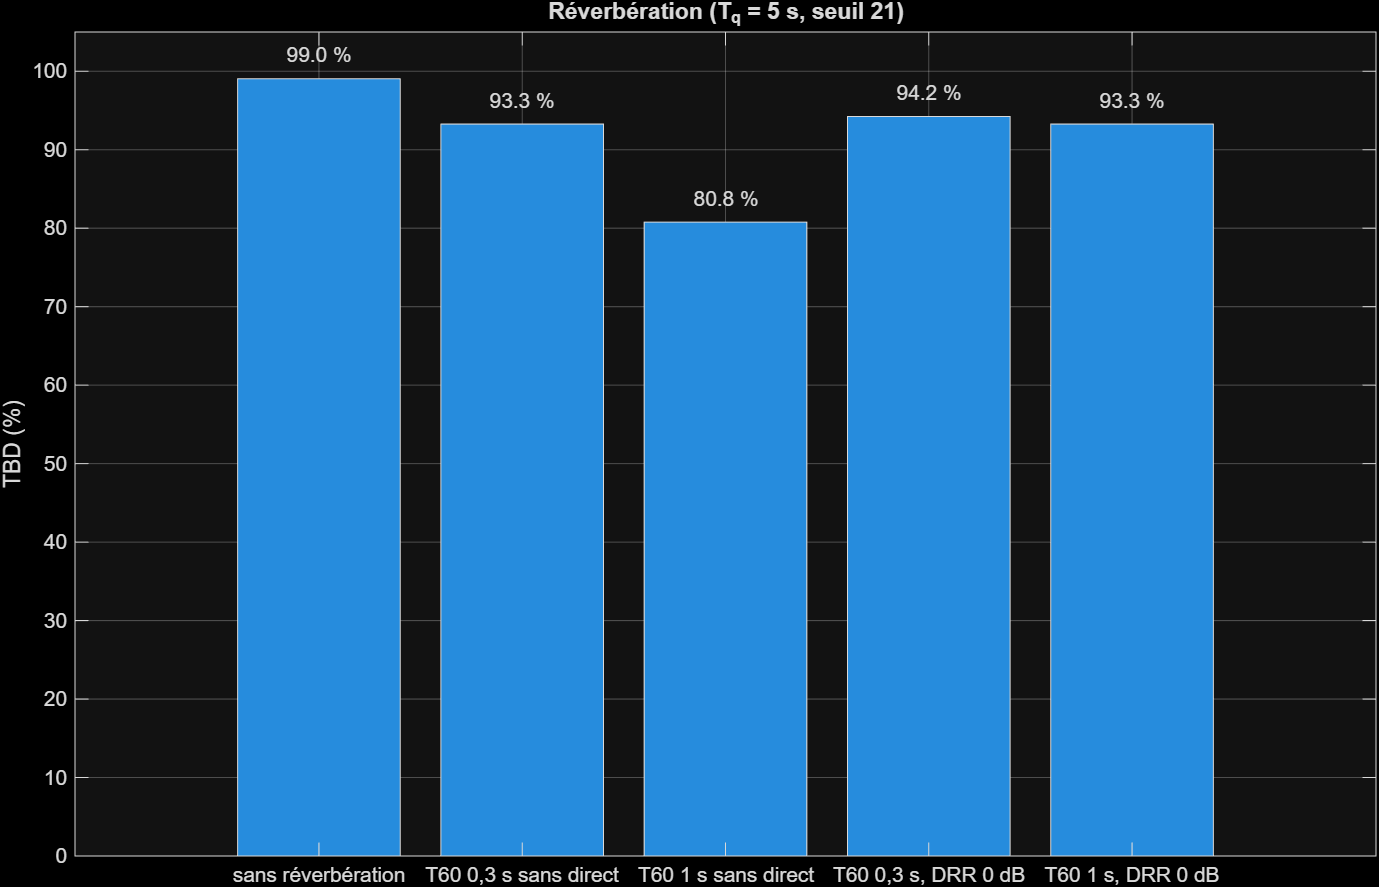 Réverbération (Tq = 5 s, seuil 21)
99.0 %
93.3 %
80.8 %
94.2 %
93.3 %
TBD (%)
100
90
80
70
60
50
40
30
20
10
0
sans réverbération
T60 0,3 s sans direct
T60 1 s sans direct
T60 0,3 s, DRR 0 dB
T60 1 s, DRR 0 dB